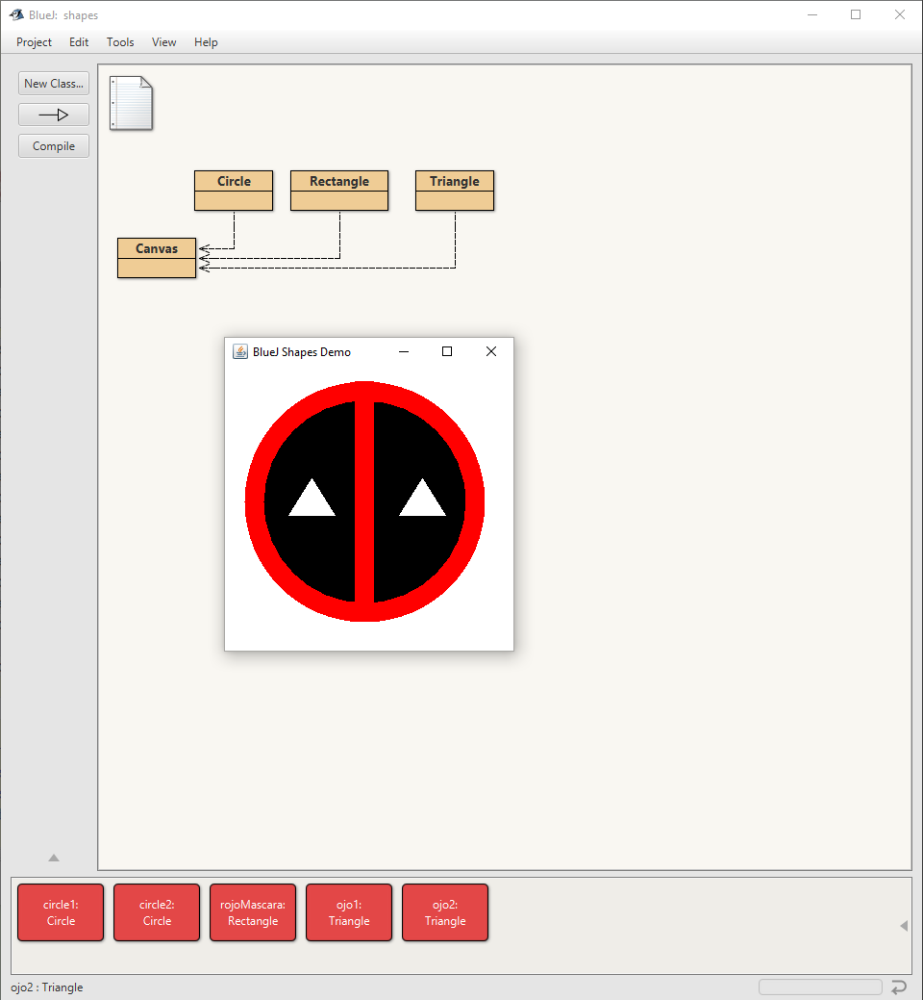 BlueJ:  shapes
Project Edit Tools View Help
New Class...
Compile
Circle
Rectangle
Triangle
Canvas
BlueJ Shapes Demo
circle1:
Circle
circle2:
Circle
rojoMascara:
Rectangle
ojo1:
Triangle
ojo2:
Triangle
ojo2 : Triangle